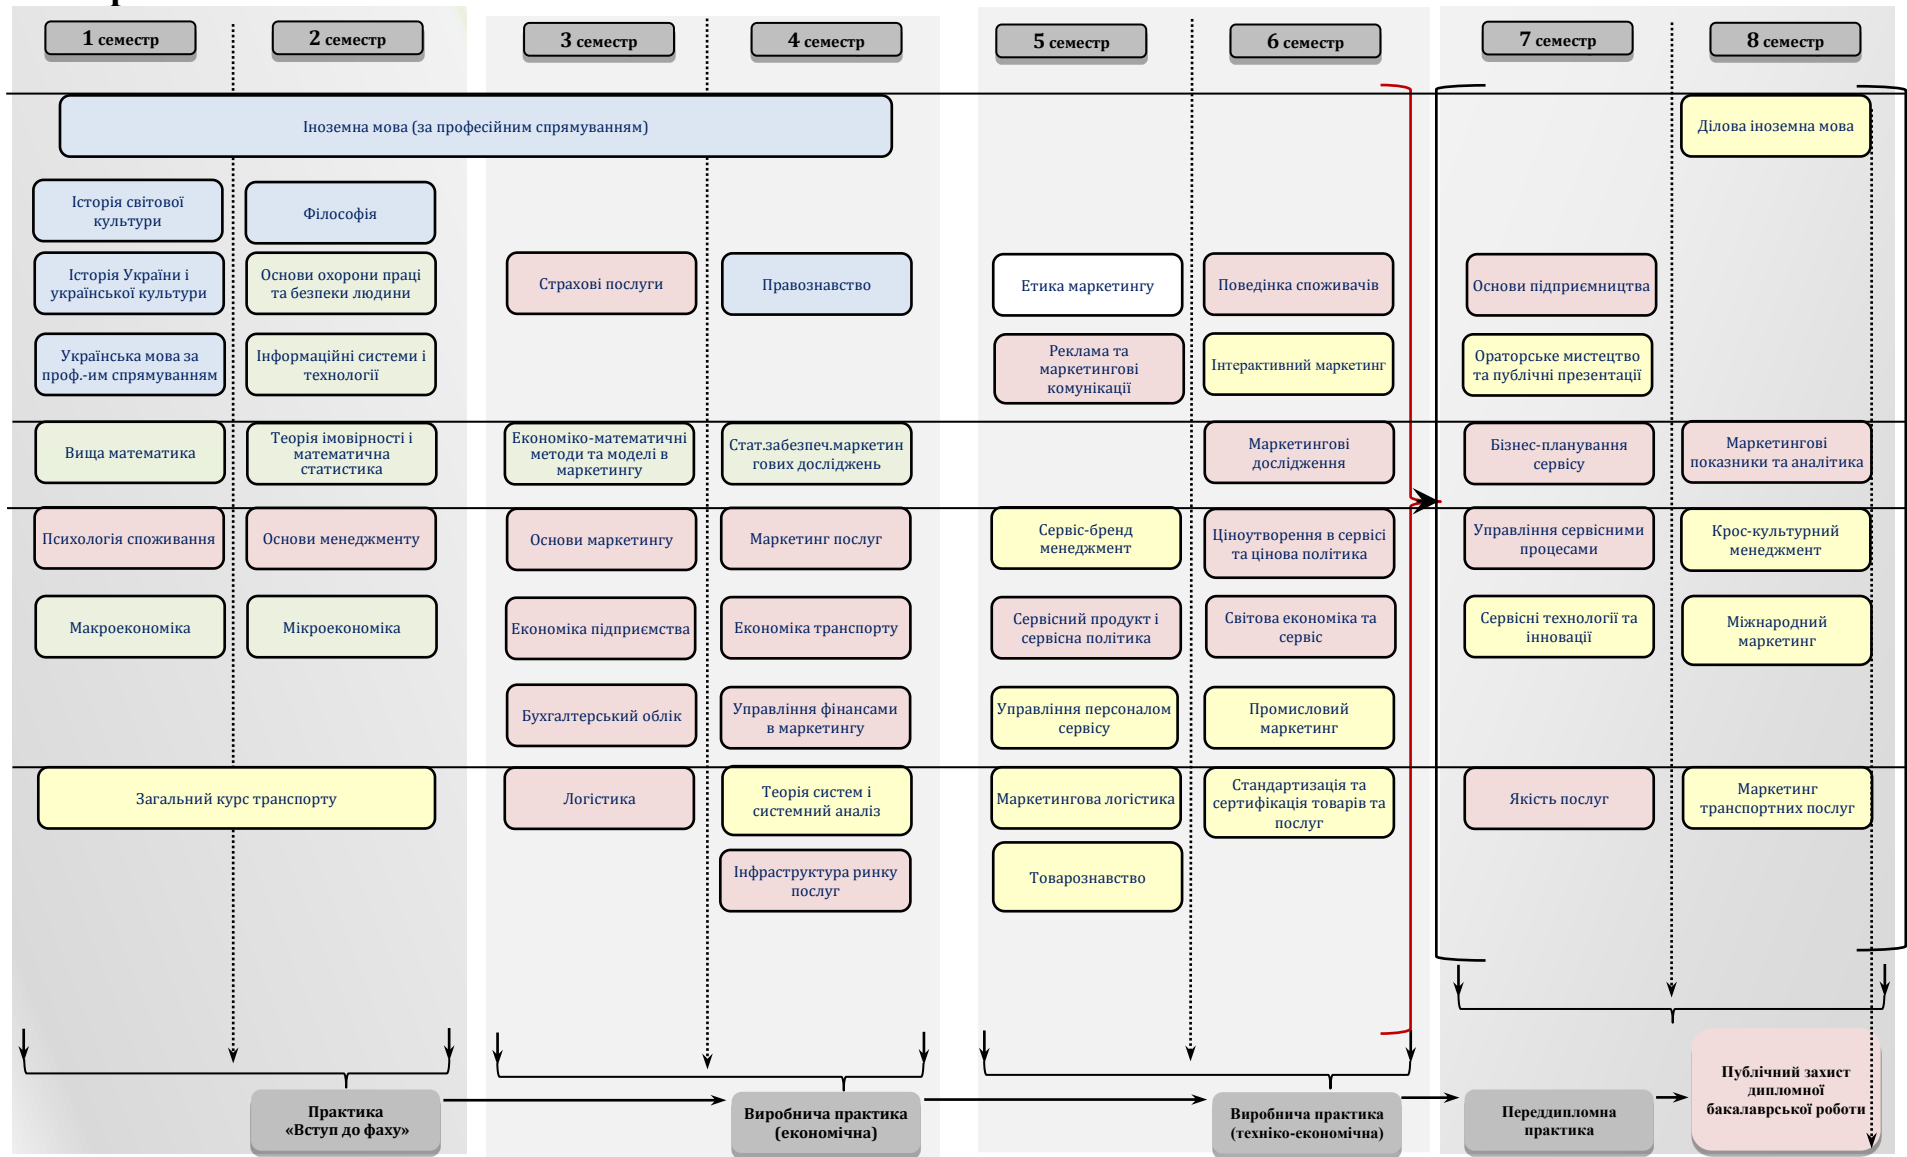 1 семестр
2 семестр
3 семестр
4 семестр
5 семестр
6 семестр
7 семестр
8 семестр
Іноземна мова (за професійним спрямуванням)
Ділова іноземна мова
Історія світової
культури
Філософія
Історія України і
української культури
Основи охорони праці
та безпеки людини
Страхові послуги
Правознавство
Етика маркетингу
Поведінка споживачів
Основи підприємництва
Українська мова за
проф.-им спрямуванням
Інформаційні системи і
технології
Реклама та
маркетингові
комунікації
Інтерактивний маркетинг
Ораторське мистецтво
та публічні презентації
Вища математика
Теорія імовірності і
математична
статистика
Економіко-математичні
методи та моделі в
маркетингу
Стат.забезпеч.маркетин
гових досліджень
Маркетингові
дослідження
Бізнес-планування
сервісу
Маркетингові
показники та аналітика
Психологія споживання
Основи менеджменту
Основи маркетингу
Маркетинг послуг
Сервіс-бренд
менеджмент
Ціноутворення в сервісі
та цінова політика
Управління сервісними
процесами
Крос-культурний
менеджмент
Макроекономіка
Мікроекономіка
Економіка підприємства
Економіка транспорту
Сервісний продукт і
сервісна політика
Світова економіка та
сервіс
Сервісні технології та
інновації
Міжнародний
маркетинг
Бухгалтерський облік
Управління фінансами
в маркетингу
Управління персоналом
сервісу
Промисловий
маркетинг
Загальний курс транспорту
Логістика
Теорія систем і
системний аналіз
Маркетингова логістика
Стандартизація та
сертифікація товарів та
послуг
Якість послуг
Маркетинг
транспортних послуг
Інфраструктура ринку
послуг
Товарознавство
Практика
«Вступ до фаху»
Виробнича практика
(економічна)
Виробнича практика
(техніко-економічна)
Переддипломна
практика
Публічний захист
дипломної
бакалаврської роботи